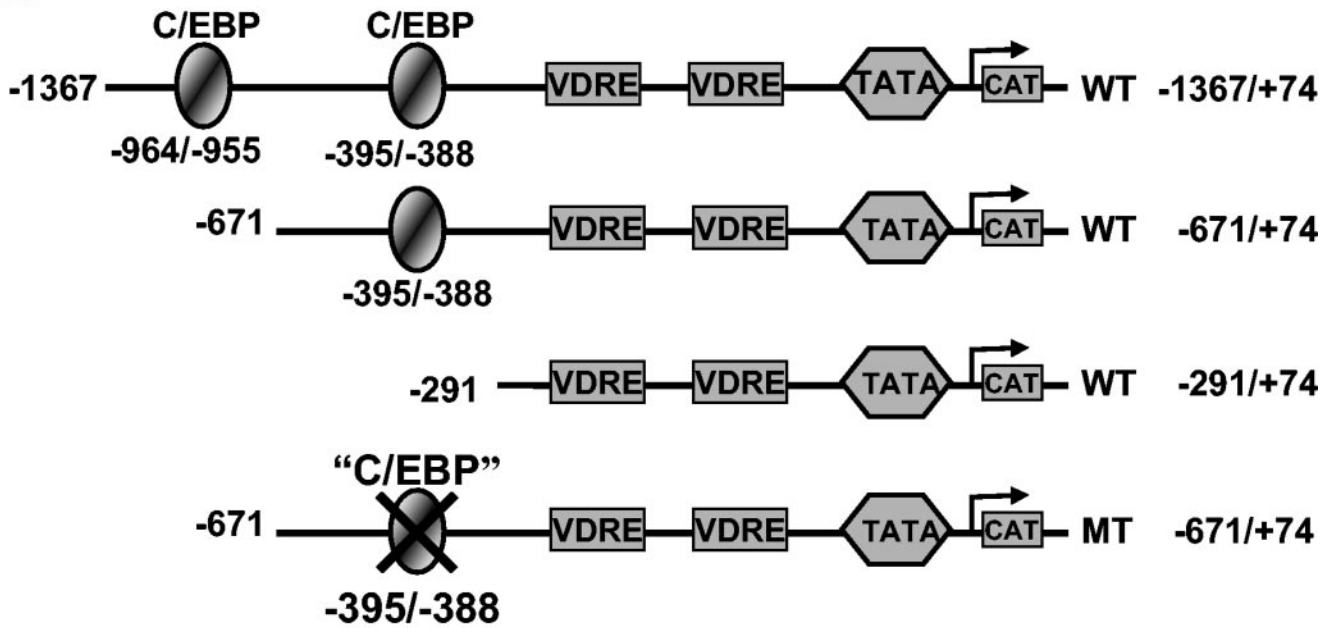 C/EBP C/EBP
-1367 VDRE VDRE TATA CAT WT -1367/+74
-964/-955 -395/-388
-671 VDRE VDRE TATA CAT WT -671/+74
-395/-388
-291 VDRE VDRE TATA CAT WT -291/+74
“C/EBP”
-671 VDRE VDRE TATA CAT MT -671/+74
-395/-388